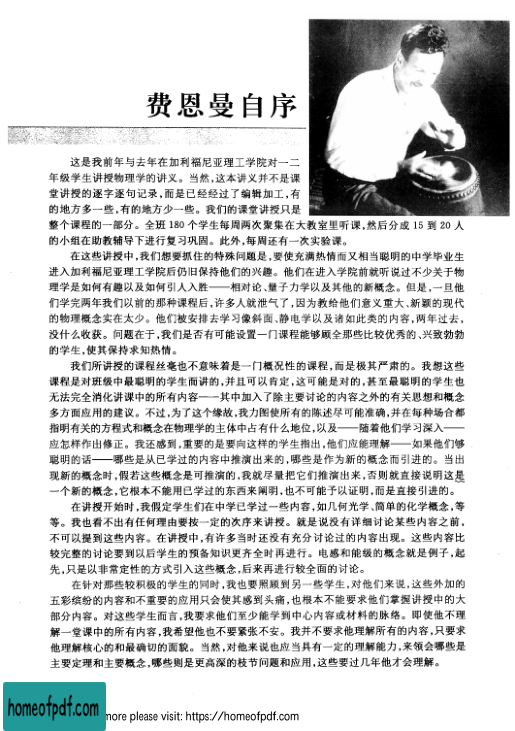 费恩曼自序
这是我前年与去年在加利福尼亚理工学院对一二
年级学生讲授物理学的讲义。当然,这本讲义并不是课
堂讲授的逐字逐句记录,而是已经经过了编辑加工,有
的地方多一些,有的地方少一些。我们的课堂讲授只是
整个课程的一部分。全班 180 个学生每周两次聚集在大教室里听课,然后分成 15 到 20 人
的小组在助教辅导下进行复习巩固。此外,每周还有一次实验课。
在这些讲授中,我们想要抓住的特殊问题是,要使充满热情而又相当聪明的中学毕业生
进入加利福尼亚理工学院后仍旧保持他们的兴趣。他们在进入学院前就听说过不少关于物
理学是如何有趣以及如何引人入胜——相对论、量子力学以及其他的新概念。但是,一旦他
们学完两年我们以前的那种课程后,许多人就泄气了,因为教给他们意义重大、新颖的现代
的物理概念实在太少。他们被安排去学习像斜面、静电学以及诸如此类的内容,两年过去,
没什么收获。问题在于,我们是否有可能设置一门课程能够顾全那些比较优秀的、兴致勃勃
的学生,使其保持求知热情。
我们所讲授的课程丝毫也不意味着是一门概况性的课程,而是极其严肃的。我想这些
课程是对班级中最聪明的学生而讲的,并且可以肯定,这可能是对的,甚至最聪明的学生也
无法完全消化讲课中的所有内容——其中加入了除主要讨论的内容之外的有关思想和概念
多方面应用的建议。不过,为了这个缘故,我力图使所有的陈述尽可能准确,并在每种场合都
指明有关的方程式和概念在物理学的主体中占有什么地位,以及——随着他们学习深入——
应怎样作出修正。我还感到,重要的是要向这样的学生指出,他们应能理解——如果他们够
聪明的话——哪些是从已学过的内容中推演出来的,哪些是作为新的概念而引进的。当出
现新的概念时,假若这些概念是可推演的,我就尽量把它们推演出来,否则就直接说明这是
一个新的概念,它根本不能用已学过的东西来阐明,也不可能予以证明,而是直接引进的。
在讲授开始时,我假定学生们在中学已学过一些内容,如几何光学、简单的化学概念,等
等。我也看不出有任何理由要按一定的次序来讲授。就是说没有详细讨论某些内容之前,
不可以提到这些内容。在讲授中,有许多当时还没有充分讨论过的内容出现。这些内容比
较完整的讨论要到以后学生的预备知识更齐全时再进行。电感和能级的概念就是例子,起
先,只是以非常定性的方式引入这些概念,后来再进行较全面的讨论。
在针对那些较积极的学生的同时,我也要照顾到另一些学生,对他们来说,这些外加的
五彩缤纷的内容和不重要的应用只会使其感到头痛,也根本不能要求他们掌握讲授中的大
部分内容。对这些学生而言,我要求他们至少能学到中心内容或材料的脉络。即使他不理
解一堂课中的所有内容,我希望他也不要紧张不安。我并不要求他理解所有的内容,只要求
他理解核心的和最确切的面貌。当然,对他来说也应当具有一定的理解能力,来领会哪些是
主要定理和主要概念,哪些则是更高深的枝节问题和应用,这些要过几年他才会理解。
homeofpdf.com
more please visit: https://homeofpdf.com